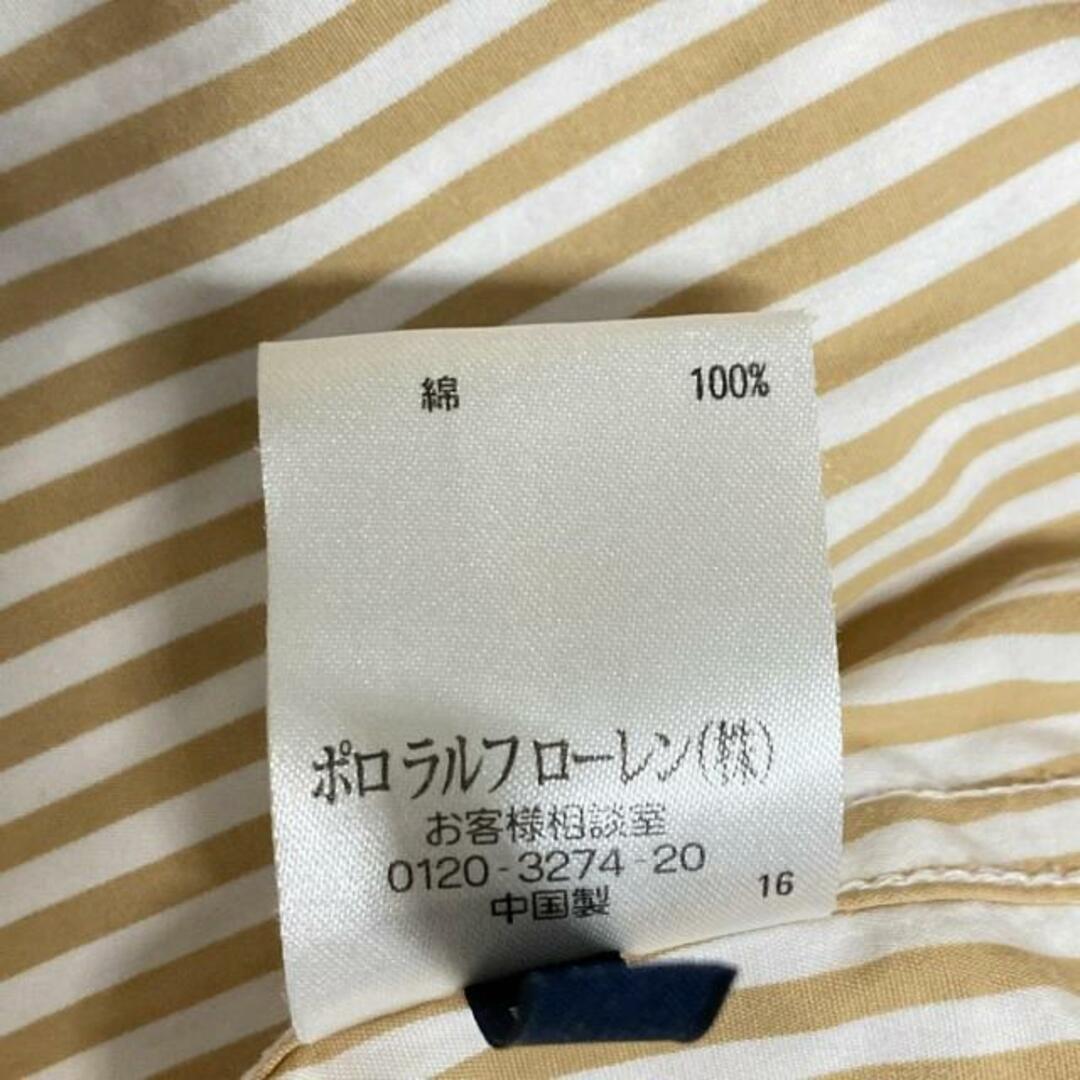 綿 100%
ポロ ラルフ ローレン(株)
お客様相談室
0120-3274-20
中国製 16